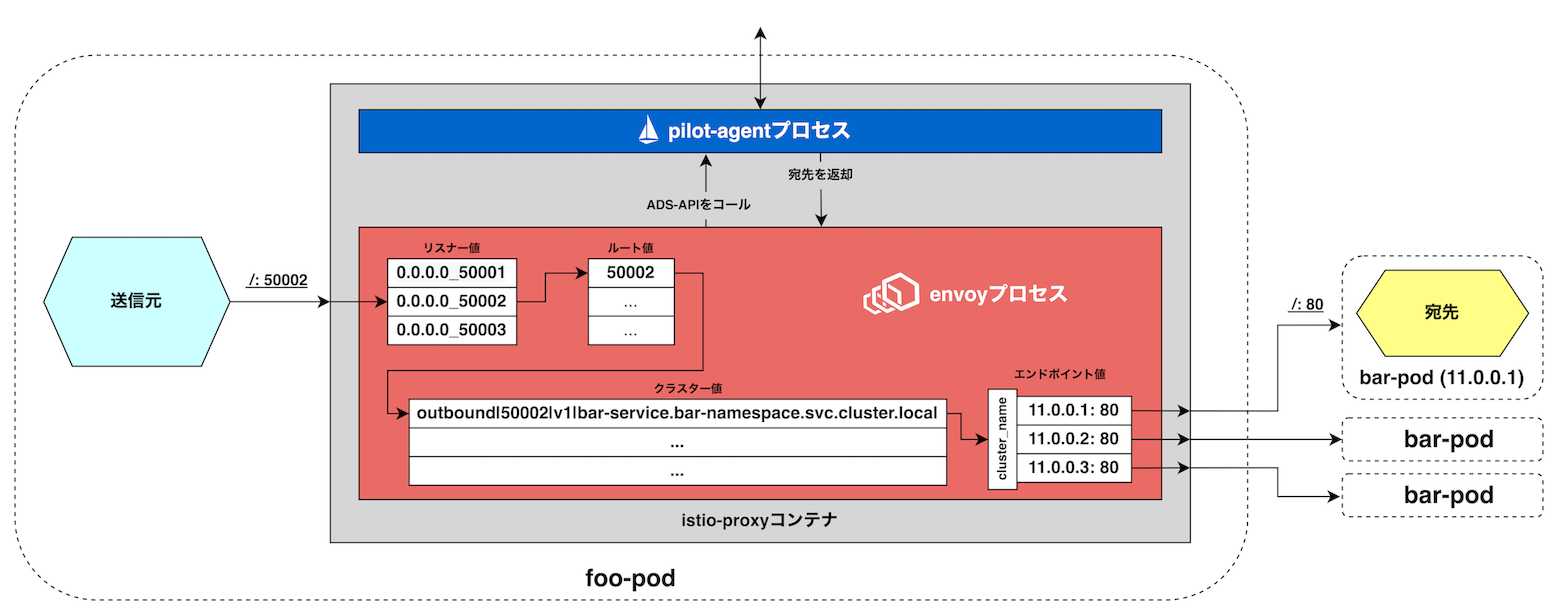 pilot-agentプロセス
宛先を返却
ADS-APIをコール
リスナー値
ルート値
0.0.0.0_50001
0.0.0.0_50002
0.0.0.0_50003
50002
...
...
envoyプロセス
送信元
/: 50002
クラスター値
outbound|50002|v1|bar-service.bar-namespace.svc.cluster.local
...
...
エンドポイント値
cluster_name
11.0.0.1: 80
11.0.0.2: 80
11.0.0.3: 80
/: 80
宛先
bar-pod (11.0.0.1)
bar-pod
bar-pod
istio-proxyコンテナ
foo-pod